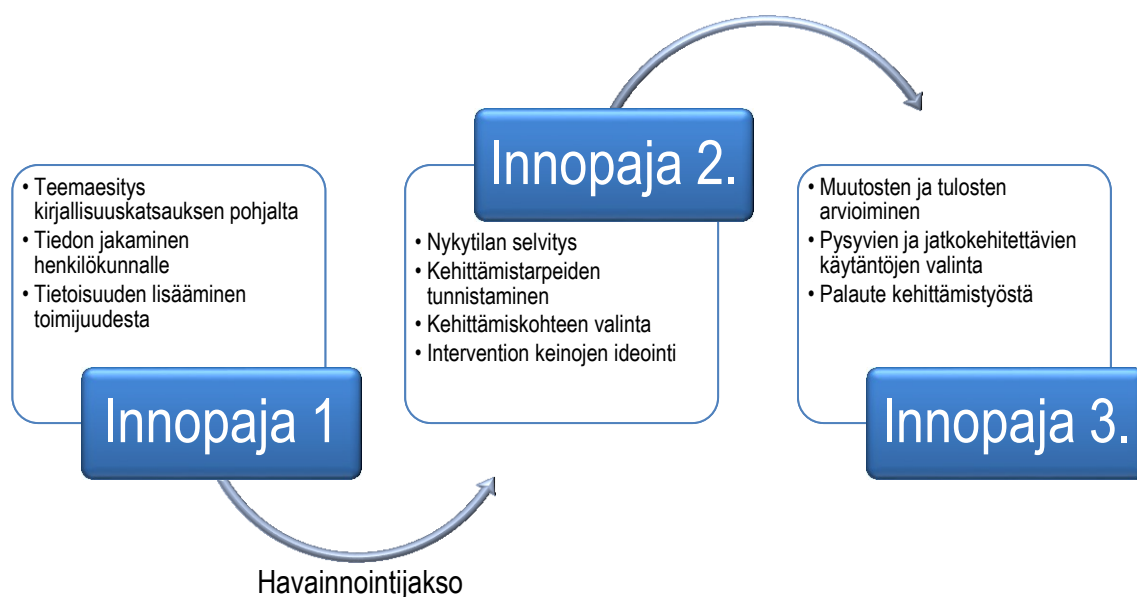 • Teemaesitys
kirjallisuuskatsauksen pohjalta
• Tiedon jakaminen
henkilökunnalle
• Tietoisuuden lisääminen
toimijuudesta
Innopaja 1
Havainnointijakso
Innopaja 2.
• Nykytilan selvitys
• Kehittämistarpeiden
tunnistaminen
• Kehittämiskohteen valinta
• Intervention keinojen ideointi
• Muutosten ja tulosten
arvioiminen
• Pysyvien ja jatkokehitettävien
käytäntöjen valinta
• Palaute kehittämistyöstä
Innopaja 3.